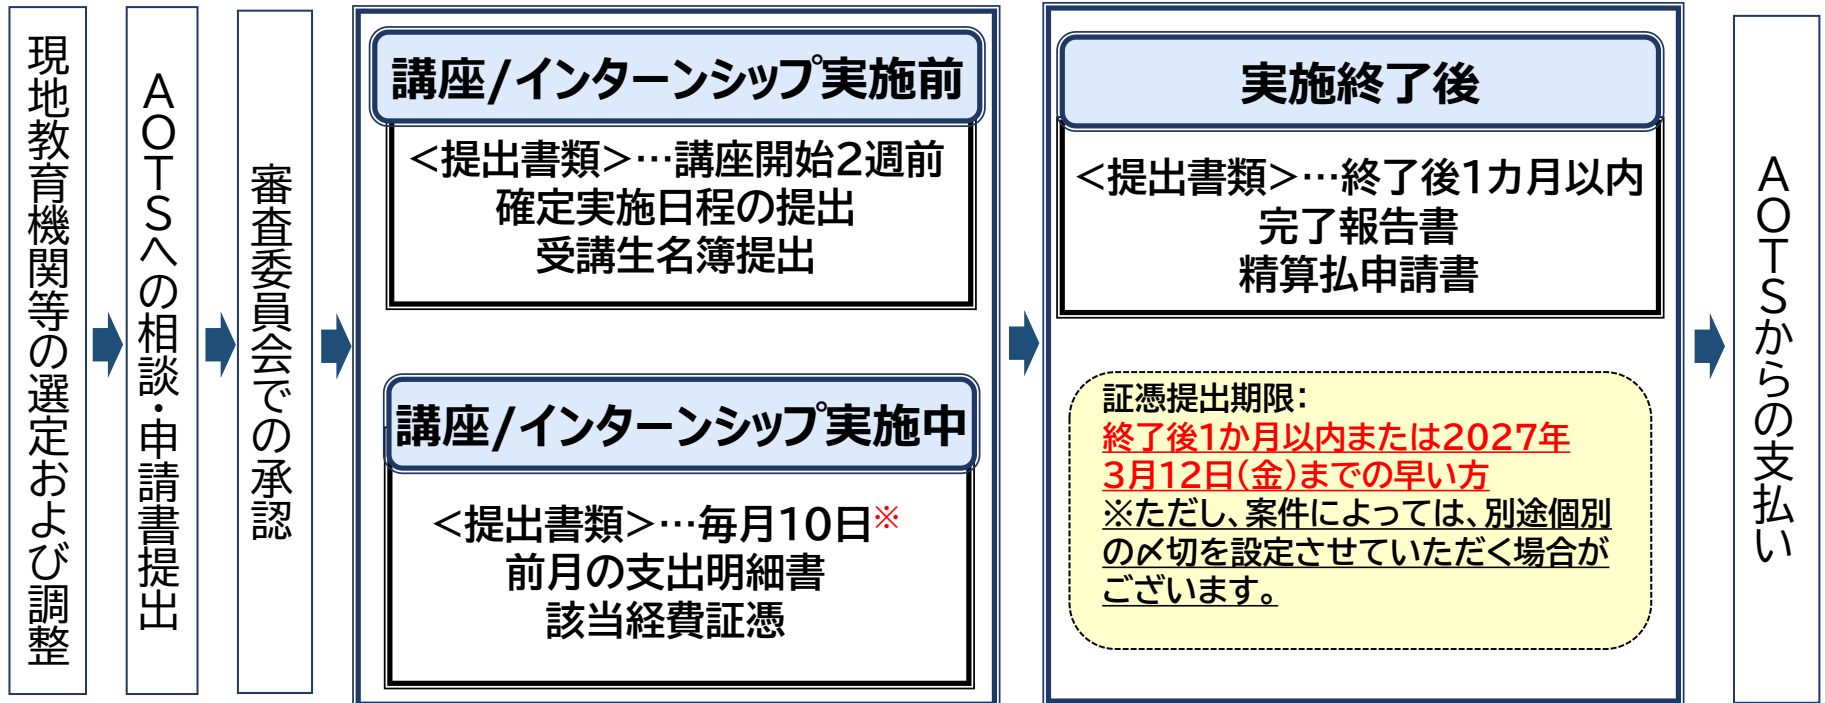 現地教育機関等の選定および調整
AOTSへの相談・申請書提出
審査委員会での承認
講座/インターンシップ実施前
<提出書類>…講座開始2週前
確定実施日程の提出
受講生名簿提出
講座/インターンシップ実施中
<提出書類>…毎月10日※
前月の支出明細書
該当経費証憑
実施終了後
<提出書類>…終了後1カ月以内
完了報告書
精算払申請書
証憑提出期限:
終了後1か月以内または2027年
3月12日(金)までの早い方
※ただし、案件によっては、別途個別
の〆切を設定させていただく場合が
ございます。
AOTSからの支払い